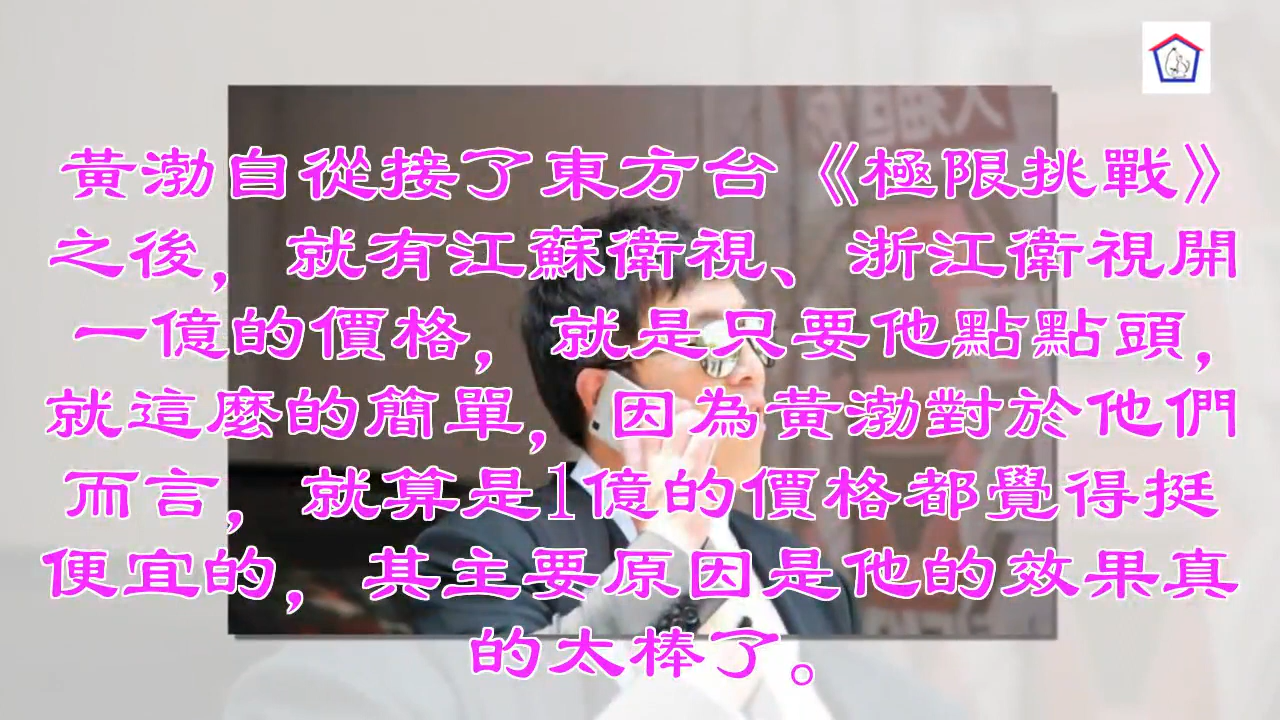 黃渤自從接了東方台《極限挑戰》
之後，就有江蘇衛視、浙江衛視開
一億的價格，就是只要他點點頭，
就這麼的簡單，因為黃渤對於他們
而言，就算是1億的價格都覺得挺
便宜的，其主要原因是他的效果真
的太棒了。